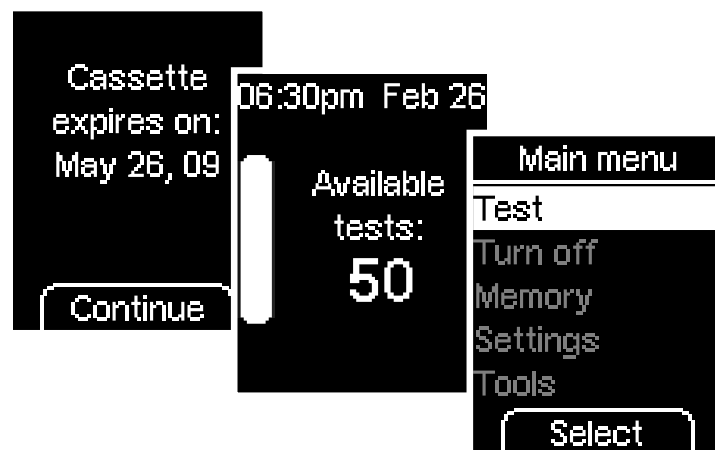 Cassette
expires on:
May 26, 09
Continue
06:30pm Feb 26
Available
tests:
50
Main menu
Test
Turn off
Memory
Settings
Tools
Select